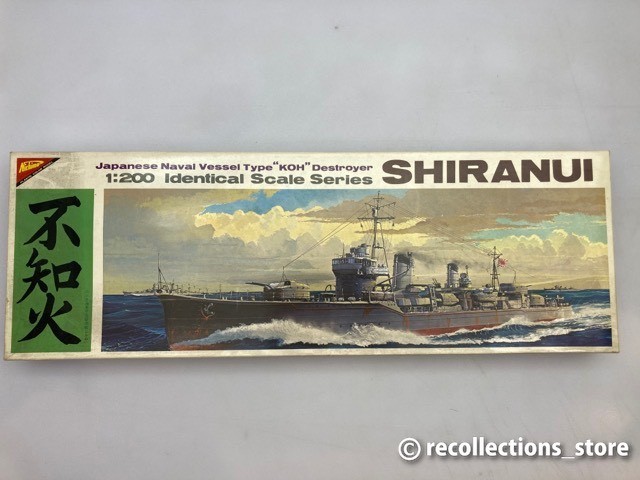 Japanese Naval Vessel Type "KOH" Destroyer
1:200 Identical Scale Series
SHIRANUI
不知火
© recollections_store